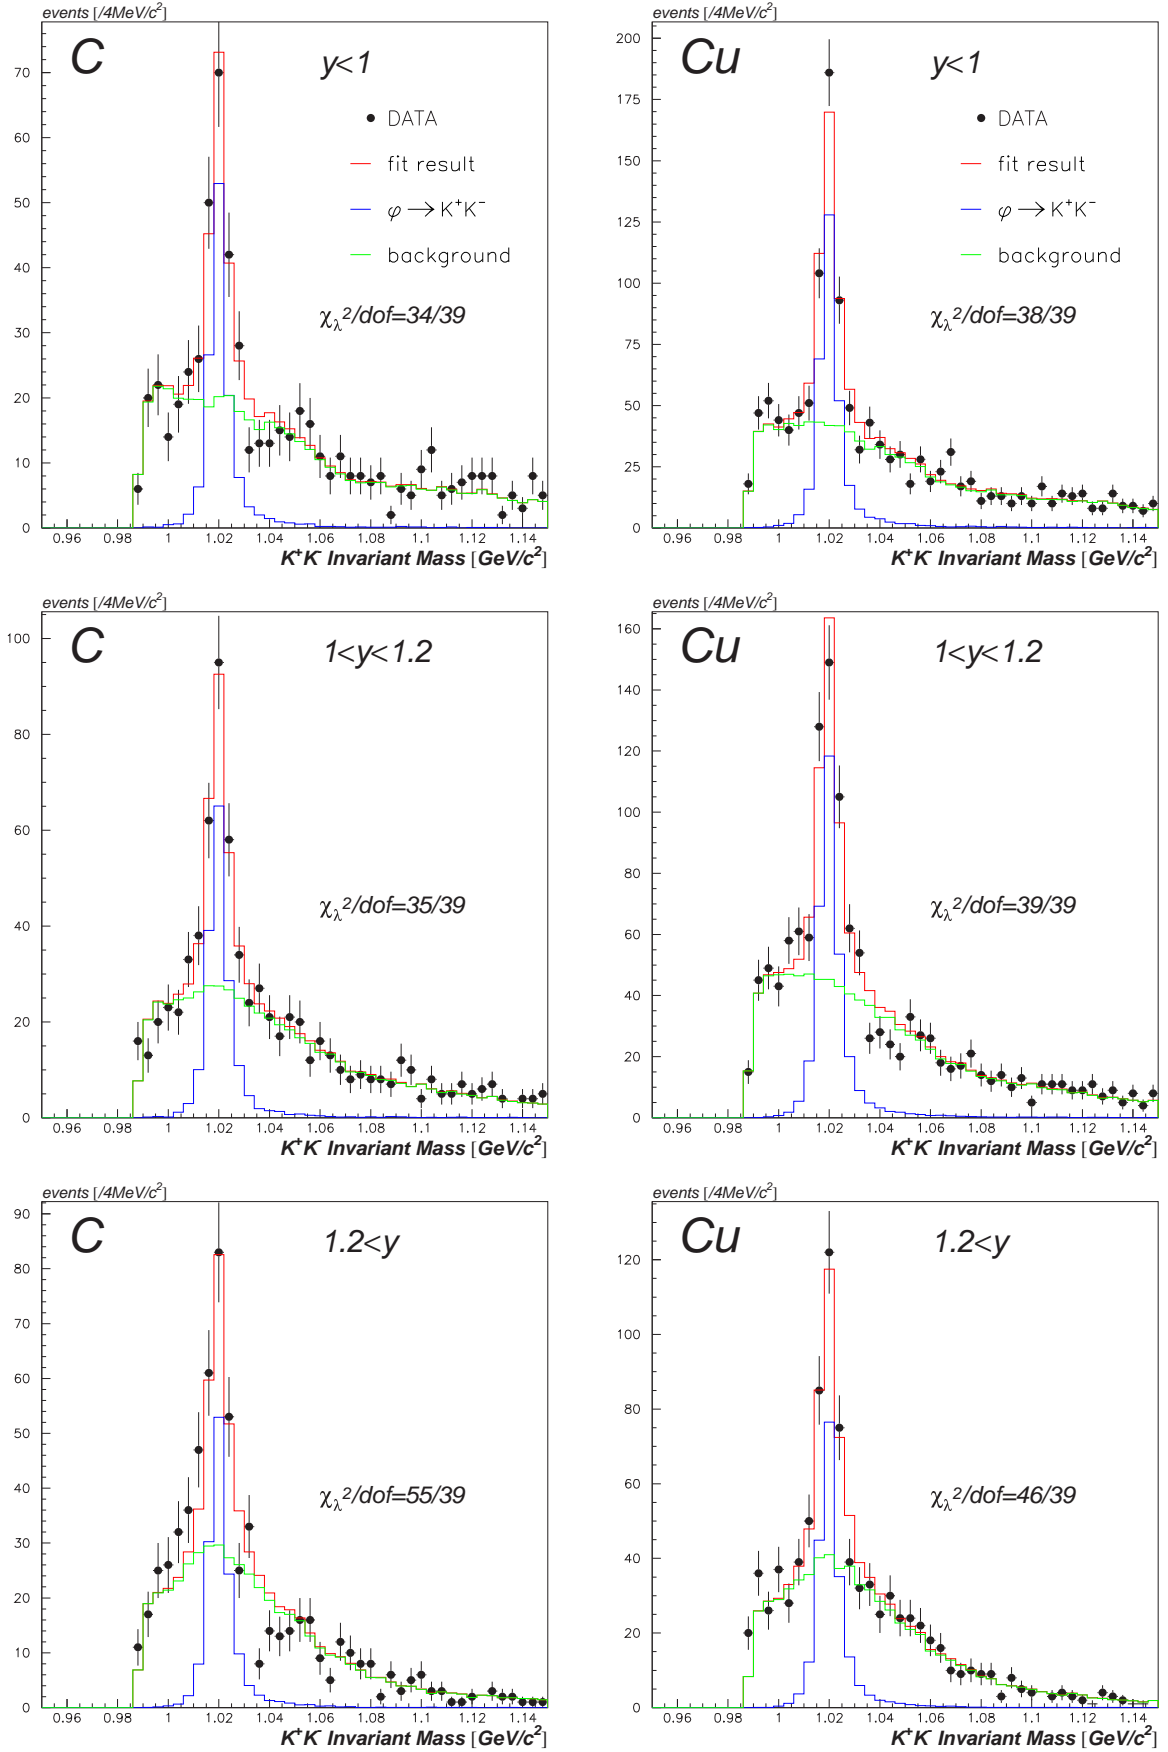 events [/4MeV/c²]
C
y<1
DATA
fit result
φ → K⁺K⁻
background
χλ²/dof=34/39
70
60
50
40
30
20
10
0
0.96 0.98 1 1.02 1.04 1.06 1.08 1.1 1.12 1.14
K⁺K⁻ Invariant Mass [GeV/c²]
events [/4MeV/c²]
Cu
y<1
DATA
fit result
φ → K⁺K⁻
background
χλ²/dof=38/39
200
175
150
125
100
75
50
25
0
0.96 0.98 1 1.02 1.04 1.06 1.08 1.1 1.12 1.14
K⁺K⁻ Invariant Mass [GeV/c²]
events [/4MeV/c²]
C
1<y<1.2
χλ²/dof=35/39
100
80
60
40
20
0
0.96 0.98 1 1.02 1.04 1.06 1.08 1.1 1.12 1.14
K⁺K⁻ Invariant Mass [GeV/c²]
events [/4MeV/c²]
Cu
1<y<1.2
χλ²/dof=39/39
160
140
120
100
80
60
40
20
0
0.96 0.98 1 1.02 1.04 1.06 1.08 1.1 1.12 1.14
K⁺K⁻ Invariant Mass [GeV/c²]
events [/4MeV/c²]
C
1.2<y
χλ²/dof=55/39
90
80
70
60
50
40
30
20
10
0
0.96 0.98 1 1.02 1.04 1.06 1.08 1.1 1.12 1.14
K⁺K⁻ Invariant Mass [GeV/c²]
events [/4MeV/c²]
Cu
1.2<y
χλ²/dof=46/39
120
100
80
60
40
20
0
0.96 0.98 1 1.02 1.04 1.06 1.08 1.1 1.12 1.14
K⁺K⁻ Invariant Mass [GeV/c²]